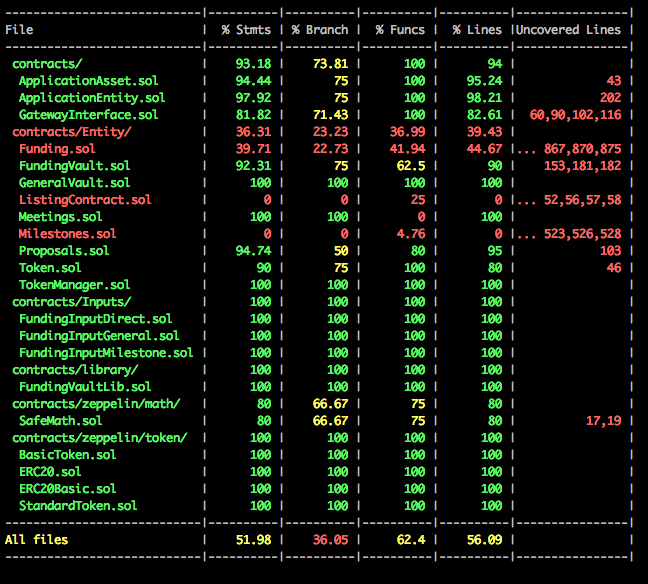 ----------------------------|----------|----------|----------|----------|----------------|
File | % Stmts | % Branch | % Funcs | % Lines |Uncovered Lines |
----------------------------|----------|----------|----------|----------|----------------|
contracts/ | 93.18 | 73.81 | 100 | 94 | |
ApplicationAsset.sol | 94.44 | 75 | 100 | 95.24 | 43 |
ApplicationEntity.sol | 97.92 | 75 | 100 | 98.21 | 202 |
GatewayInterface.sol | 81.82 | 71.43 | 100 | 82.61 | 60,90,102,116 |
contracts/Entity/ | 36.31 | 23.23 | 36.99 | 39.43 | |
Funding.sol | 39.71 | 22.73 | 41.94 | 44.67 |... 867,870,875 |
FundingVault.sol | 92.31 | 75 | 62.5 | 90 | 153,181,182 |
GeneralVault.sol | 100 | 100 | 100 | 100 | |
ListingContract.sol | 0 | 0 | 25 | 0 |... 52,56,57,58 |
Meetings.sol | 100 | 100 | 0 | 100 | |
Milestones.sol | 0 | 0 | 4.76 | 0 |... 523,526,528 |
Proposals.sol | 94.74 | 50 | 80 | 95 | 103 |
Token.sol | 90 | 75 | 100 | 80 | 46 |
TokenManager.sol | 100 | 100 | 100 | 100 | |
contracts/Inputs/ | 100 | 100 | 100 | 100 | |
FundingInputDirect.sol | 100 | 100 | 100 | 100 | |
FundingInputGeneral.sol | 100 | 100 | 100 | 100 | |
FundingInputMilestone.sol | 100 | 100 | 100 | 100 | |
contracts/library/ | 100 | 100 | 100 | 100 | |
FundingVaultLib.sol | 100 | 100 | 100 | 100 | |
contracts/zeppelin/math/ | 80 | 66.67 | 75 | 80 | |
SafeMath.sol | 80 | 66.67 | 75 | 80 | 17,19 |
contracts/zeppelin/token/ | 100 | 100 | 100 | 100 | |
BasicToken.sol | 100 | 100 | 100 | 100 | |
ERC20.sol | 100 | 100 | 100 | 100 | |
ERC20Basic.sol | 100 | 100 | 100 | 100 | |
StandardToken.sol | 100 | 100 | 100 | 100 | |
----------------------------|----------|----------|----------|----------|----------------|
All files | 51.98 | 36.05 | 62.4 | 56.09 | |
----------------------------|----------|----------|----------|----------|----------------|